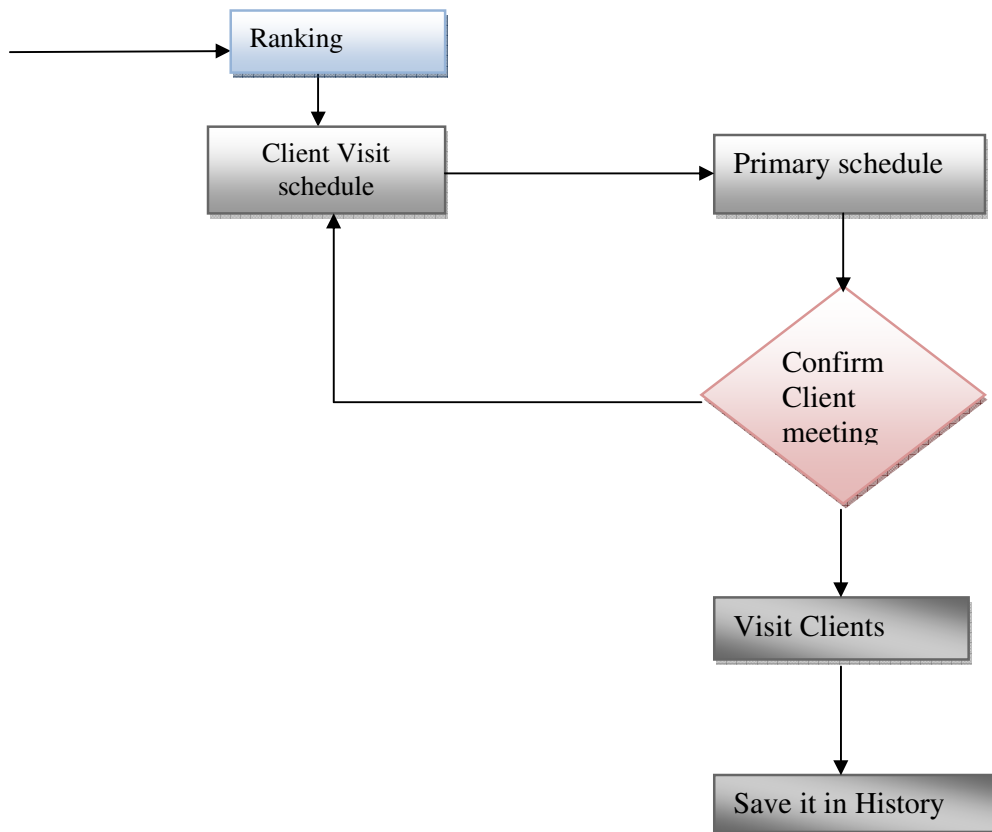 Ranking
Client Visit
schedule
Primary schedule
Confirm
Client
meeting
Visit Clients
Save it in History